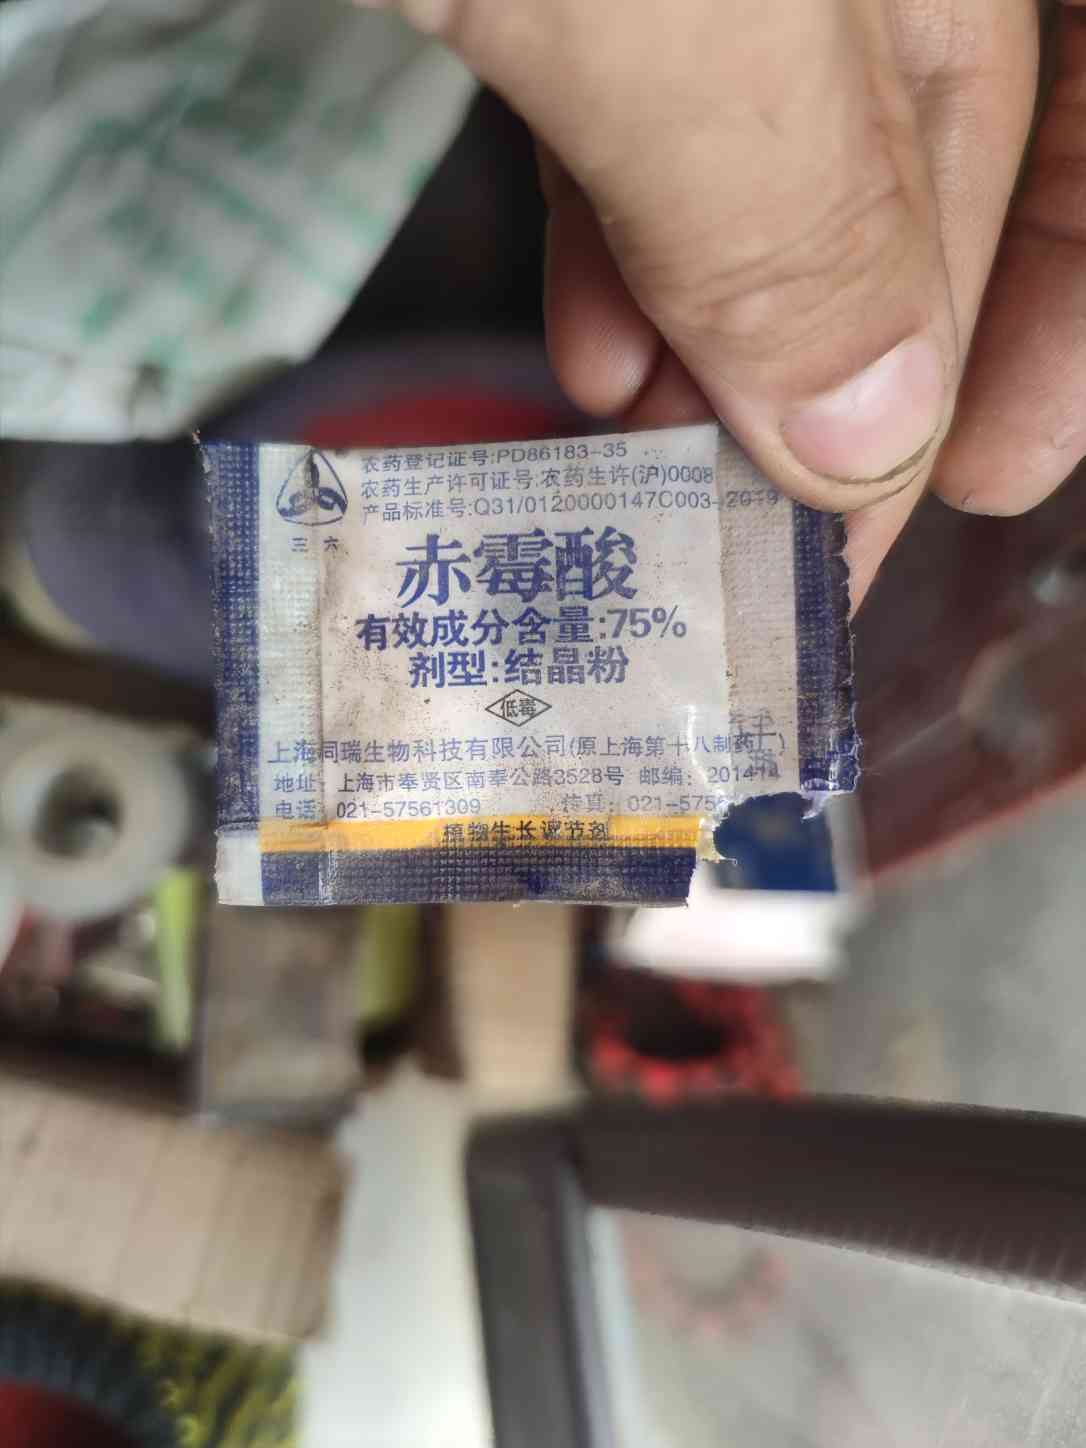 农药登记证号:PD86183-35
农药生产许可证号:农药生许(沪)0008
产品标准号:Q31/0120000147C003-2019
三 六
赤霉酸
有效成分含量:75%
剂型:结晶粉
低毒
上海同瑞生物科技有限公司(原上海第十八制药厂)
地址: 上海市奉贤区南奉公路3528号 邮编: 201414
电话: 021-57561309 传真: 021-575
植物生长调节剂